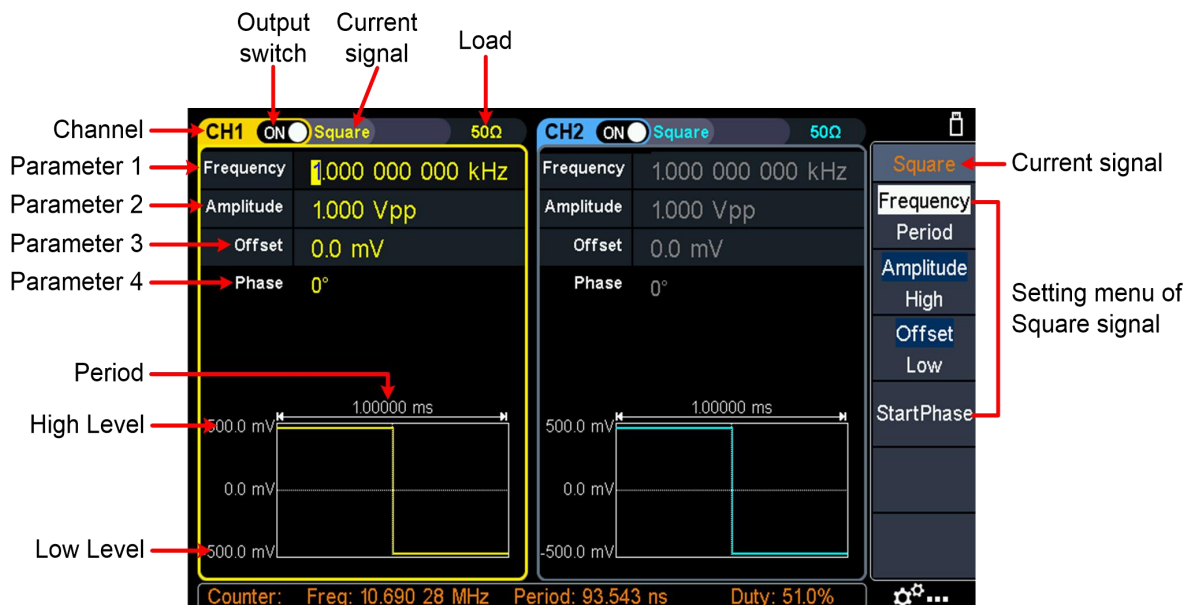 Output switch
Current signal
Load
Channel
CH1 ON Square 50Ω
CH2 ON Square 50Ω
Parameter 1
Frequency 1.000 000 000 kHz
Frequency 1.000 000 000 kHz
Square
Current signal
Parameter 2
Amplitude 1.000 Vpp
Amplitude 1.000 Vpp
Frequency
Period
Parameter 3
Offset 0.0 mV
Offset 0.0 mV
Parameter 4
Phase 0°
Phase 0°
Amplitude
High
Setting menu of
Square signal
Offset
Low
StartPhase
Period
1.00000 ms
1.00000 ms
High Level
500.0 mV
500.0 mV
0.0 mV
0.0 mV
Low Level
-500.0 mV
-500.0 mV
Counter: Freq: 10.690 28 MHz Period: 93.543 ns Duty: 51.0%